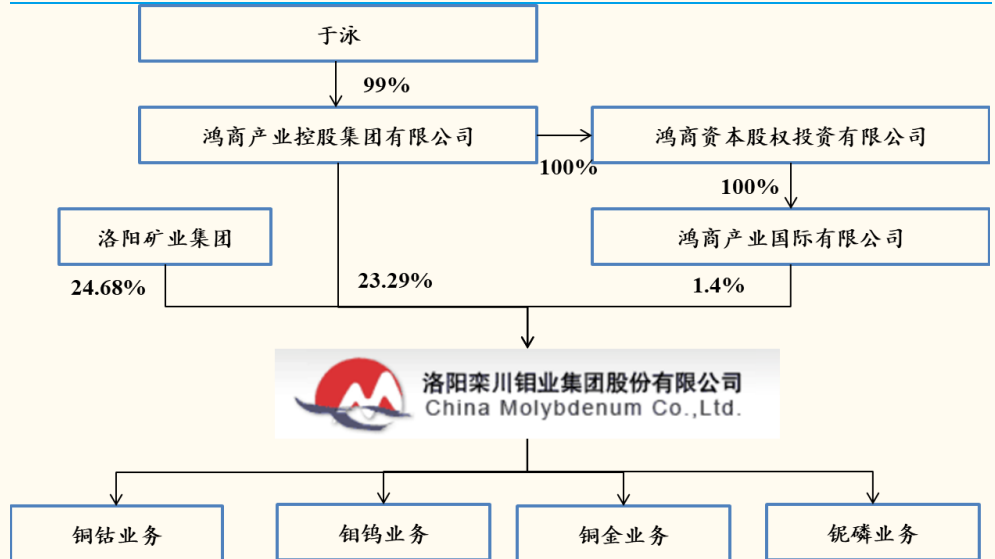 于泳
99%
鸿商产业控股集团有限公司
鸿商资本股权投资有限公司
100%
100%
洛阳矿业集团
鸿商产业国际有限公司
24.68%
23.29%
1.4%
洛阳栾川钼业集团股份有限公司
China Molybdenum Co.,Ltd.
铜钴业务
钼钨业务
铜金业务
铌磷业务